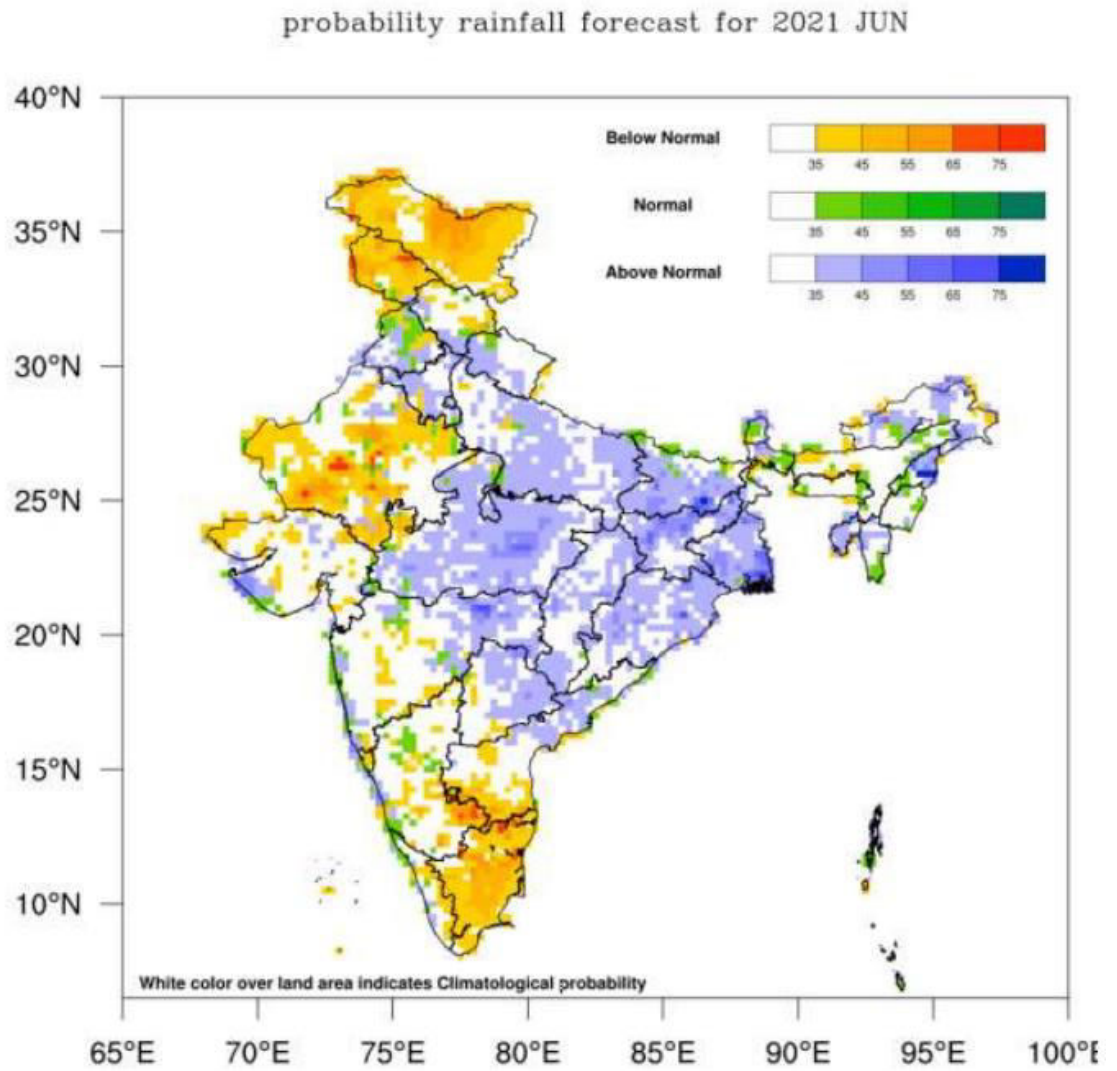 probability rainfall forecast for 2021 JUN
40°N
Below Normal
35 45 55 65 75
Normal
35 45 55 65 75
35°N
Above Normal
35 45 55 65 75
30°N
25°N
20°N
15°N
10°N
White color over land area indicates Climatological probability
65°E 70°E 75°E 80°E 85°E 90°E 95°E 100°E